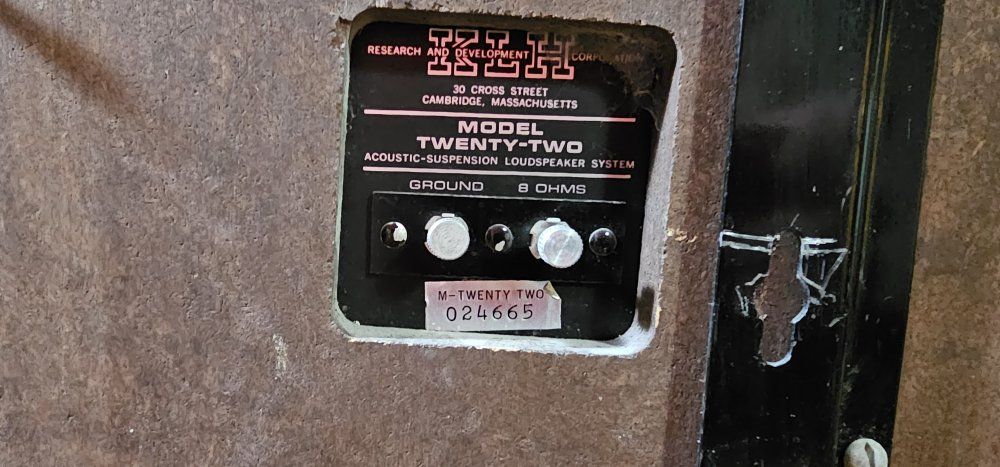 KLH
RESEARCH AND DEVELOPMENT CORPORATION
30 CROSS STREET
CAMBRIDGE, MASSACHUSETTS
MODEL
TWENTY-TWO
ACOUSTIC-SUSPENSION LOUDSPEAKER SYSTEM
GROUND 8 OHMS
M-TWENTY TWO
024665